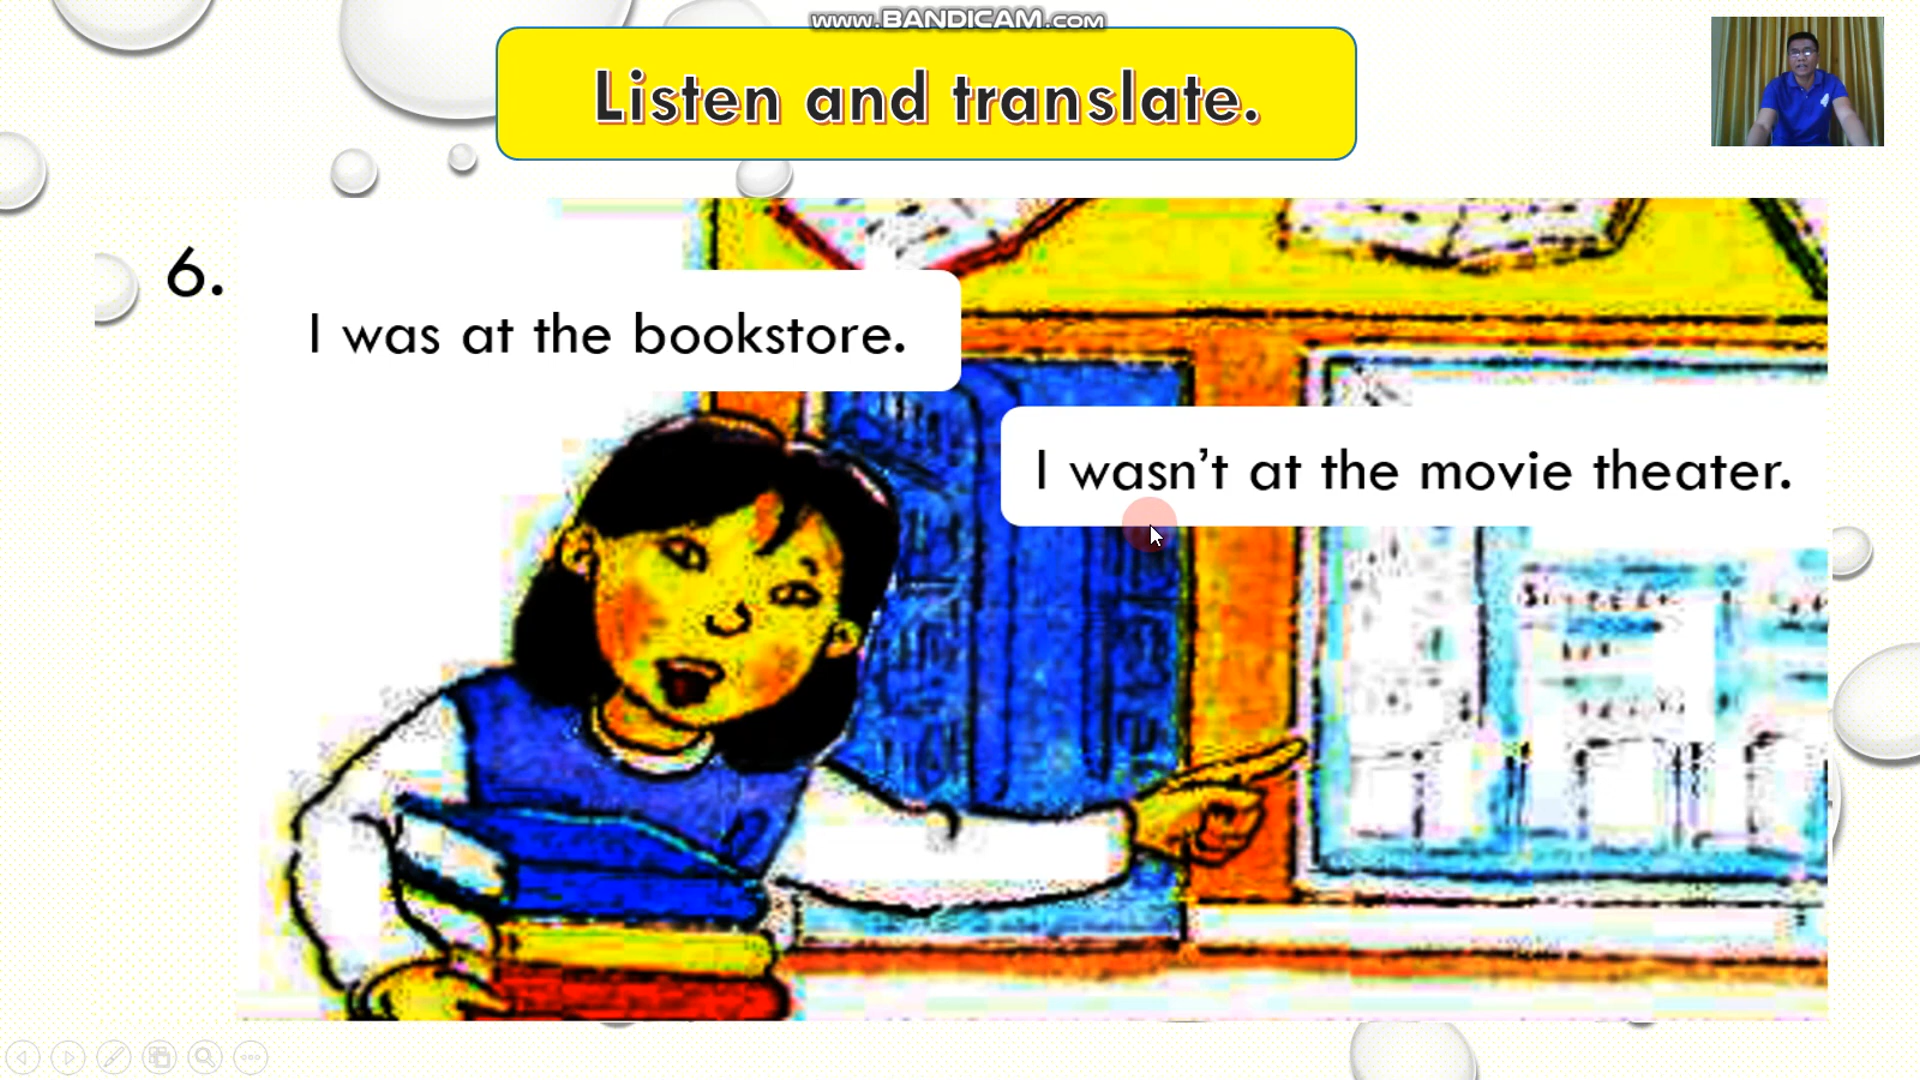 www.BANDICAM.com
Listen and translate.
6.
I was at the bookstore.
I wasn't at the movie theater.